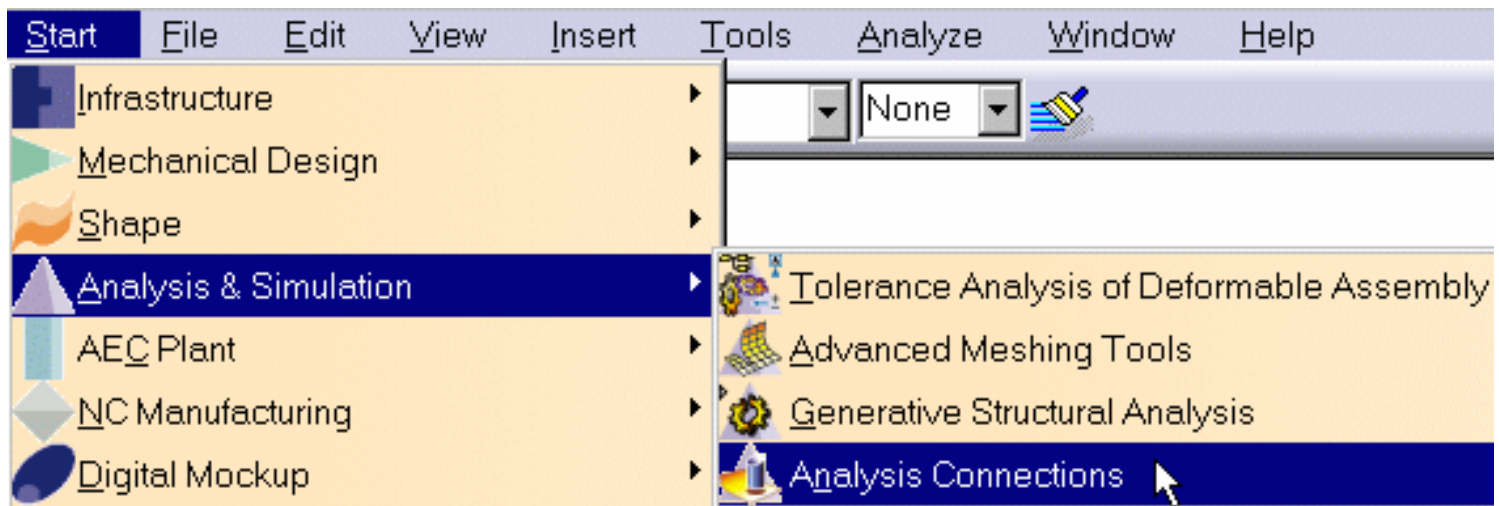 Start File Edit View Insert Tools Analyze Window Help
Infrastructure
None
Mechanical Design
Shape
Analysis & Simulation
Tolerance Analysis of Deformable Assembly
AEC Plant
Advanced Meshing Tools
NC Manufacturing
Generative Structural Analysis
Digital Mockup
Analysis Connections